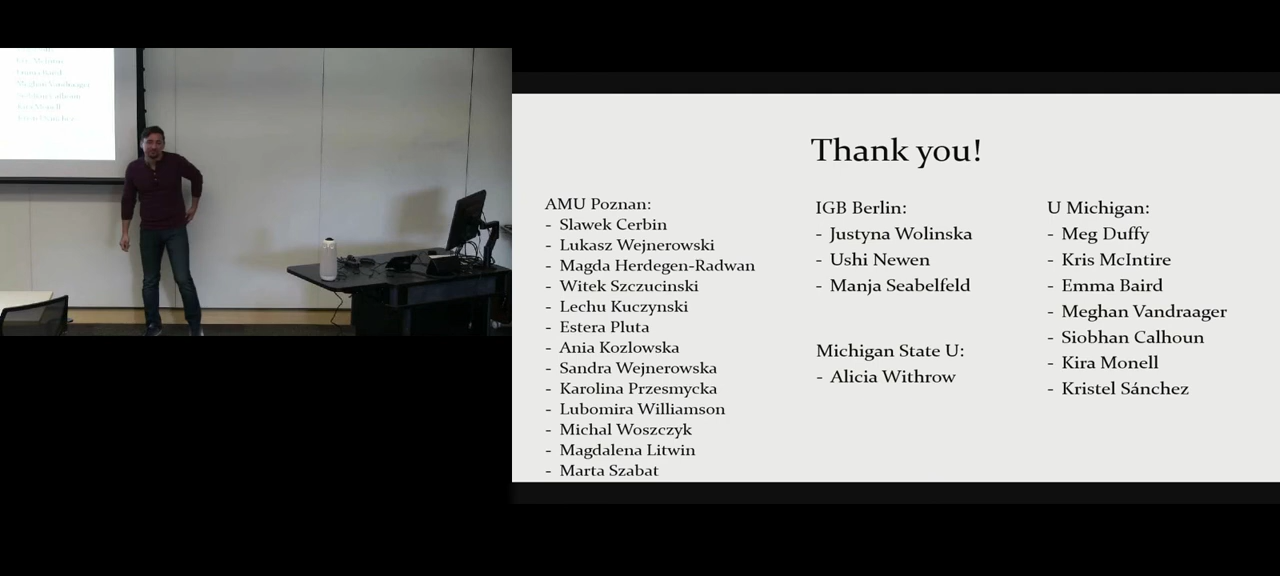 Thank you!
AMU Poznan:
- Slawek Cerbin
- Lukasz Wejnerowski
- Magda Herdegen-Radwan
- Witek Szczucinski
- Lechu Kuczynski
- Estera Pluta
- Ania Kozlowska
- Sandra Wejnerowska
- Karolina Przesmycka
- Lubomira Williamson
- Michal Woszczyk
- Magdalena Litwin
- Marta Szabat
IGB Berlin:
- Justyna Wolinska
- Ushi Newen
- Manja Seabelfeld
Michigan State U:
- Alicia Withrow
U Michigan:
- Meg Duffy
- Kris McIntire
- Emma Baird
- Meghan Vandraager
- Siobhan Calhoun
- Kira Monell
- Kristel Sánchez